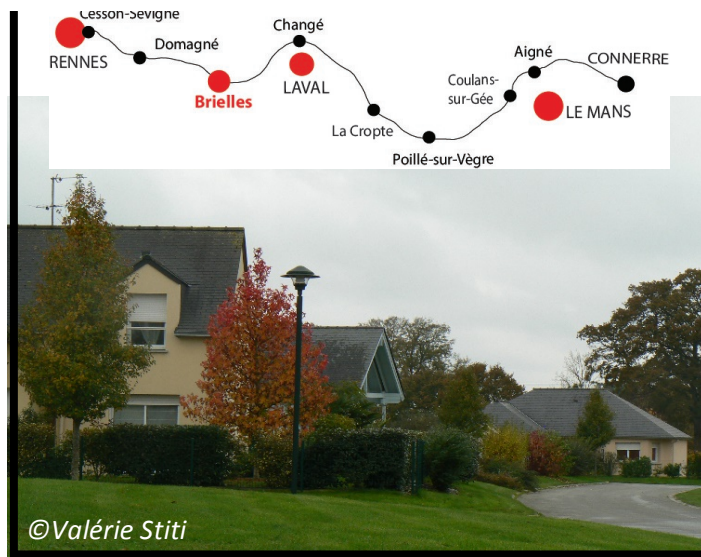 Cesson-Sévigné
RENNES
Domagné
Brielles
Changé
LAVAL
La Cropte
Poillé-sur-Vègre
Coulans-
sur-Gée
Aigné
LE MANS
CONNERRE
©Valérie Stiti